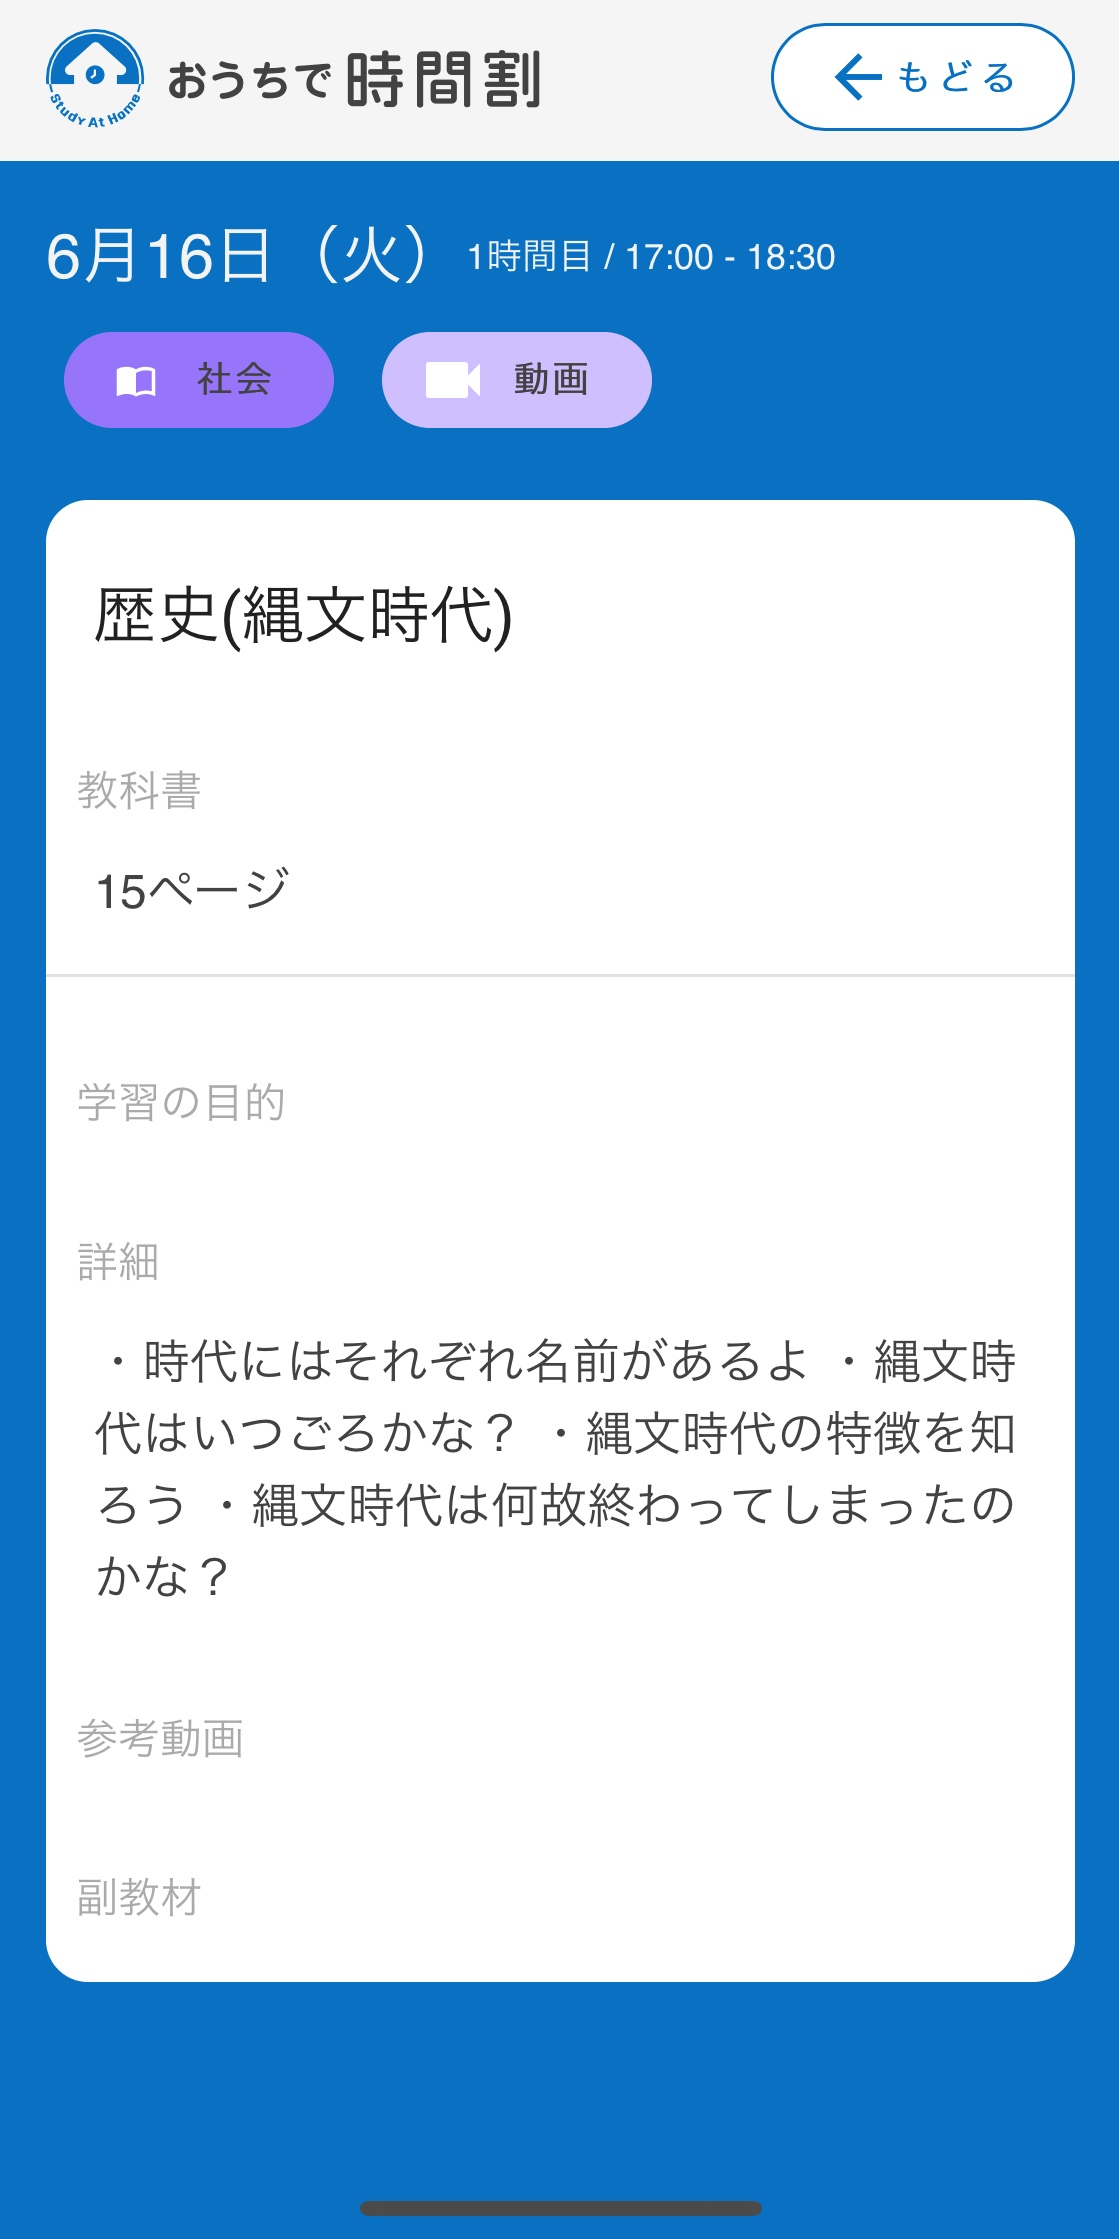 Study At Home
おうちで 時間割
もどる
6月16日（火） 1時間目 / 17:00 - 18:30
社会
動画
歴史(縄文時代)
教科書
15ページ
学習の目的
詳細
・時代にはそれぞれ名前があるよ ・縄文時
代はいつごろかな？ ・縄文時代の特徴を知
ろう ・縄文時代は何故終わってしまったの
かな？
参考動画
副教材